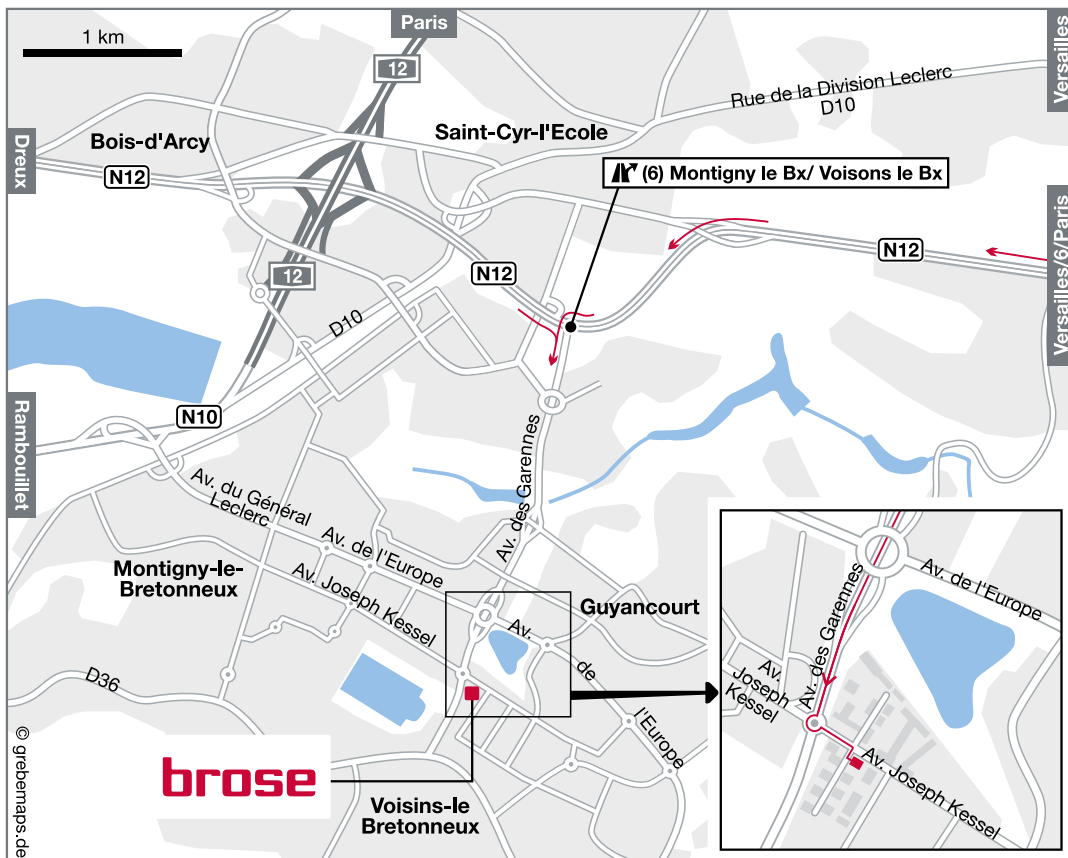 1 km
Paris
Versailles
12
Rue de la Division Leclerc
D10
Bois-d'Arcy
Saint-Cyr-l'Ecole
Dreux
N12
(6) Montigny le Bx/ Voisons le Bx
N12
N12
12
Versailles/6/Paris
D10
Rambouillet
N10
Av. des Garennes
Av. du Général
Leclerc
Av. de l'Europe
Montigny-le-
Bretonneux
Av. Joseph Kessel
Guyancourt
Av. de l'Europe
D36
brose
Voisins-le
Bretonneux
Av. de l'Europe
Av. des Garennes
Av.
Joseph
Kessel
Av. Joseph Kessel
© grebemaps.de